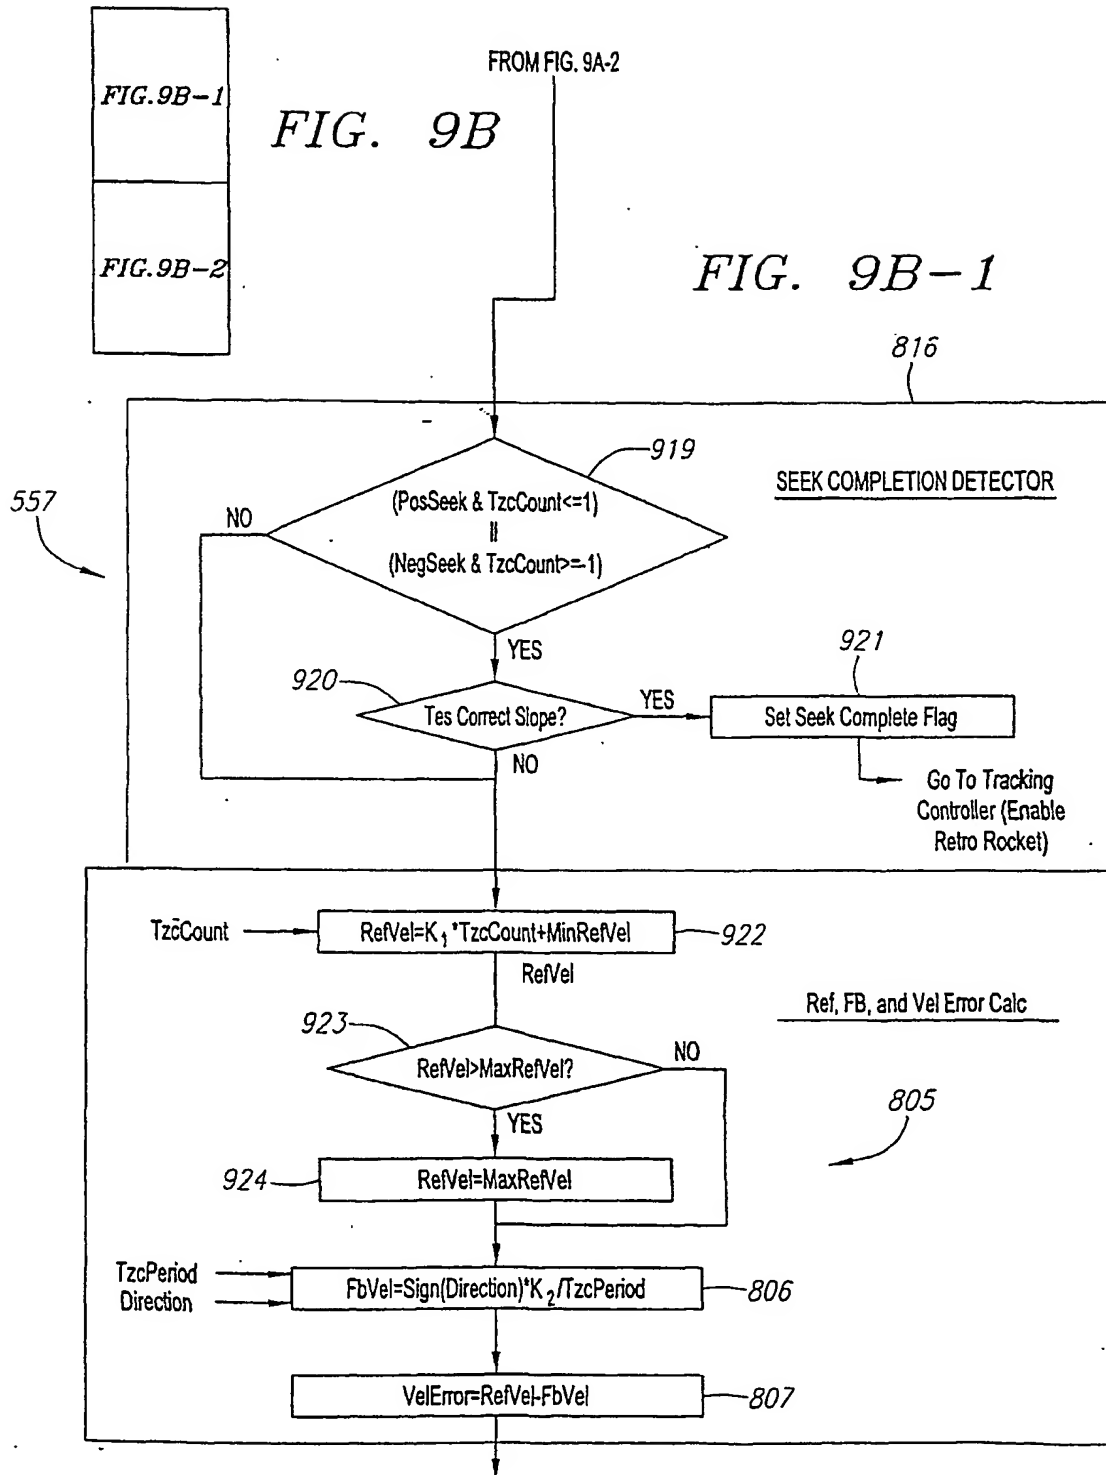 FROM FIG. 9A-2
FIG.9B-1
FIG. 9B
FIG.9B-2
FIG. 9B-1
816
919
SEEK COMPLETION DETECTOR
557
NO
(PosSeek & TzcCount<=1)
||
(NegSeek & TzcCount>=-1)
YES
921
920
YES
Tes Correct Slope?
Set Seek Complete Flag
NO
Go To Tracking
Controller (Enable
Retro Rocket)
TzcCount
RefVel=K1*TzcCount+MinRefVel
922
RefVel
Ref, FB, and Vel Error Calc
923
NO
RefVel>MaxRefVel?
805
YES
924
RefVel=MaxRefVel
TzcPeriod
Direction
FbVel=Sign(Direction)*K2/TzcPeriod
806
VelError=RefVel-FbVel
807